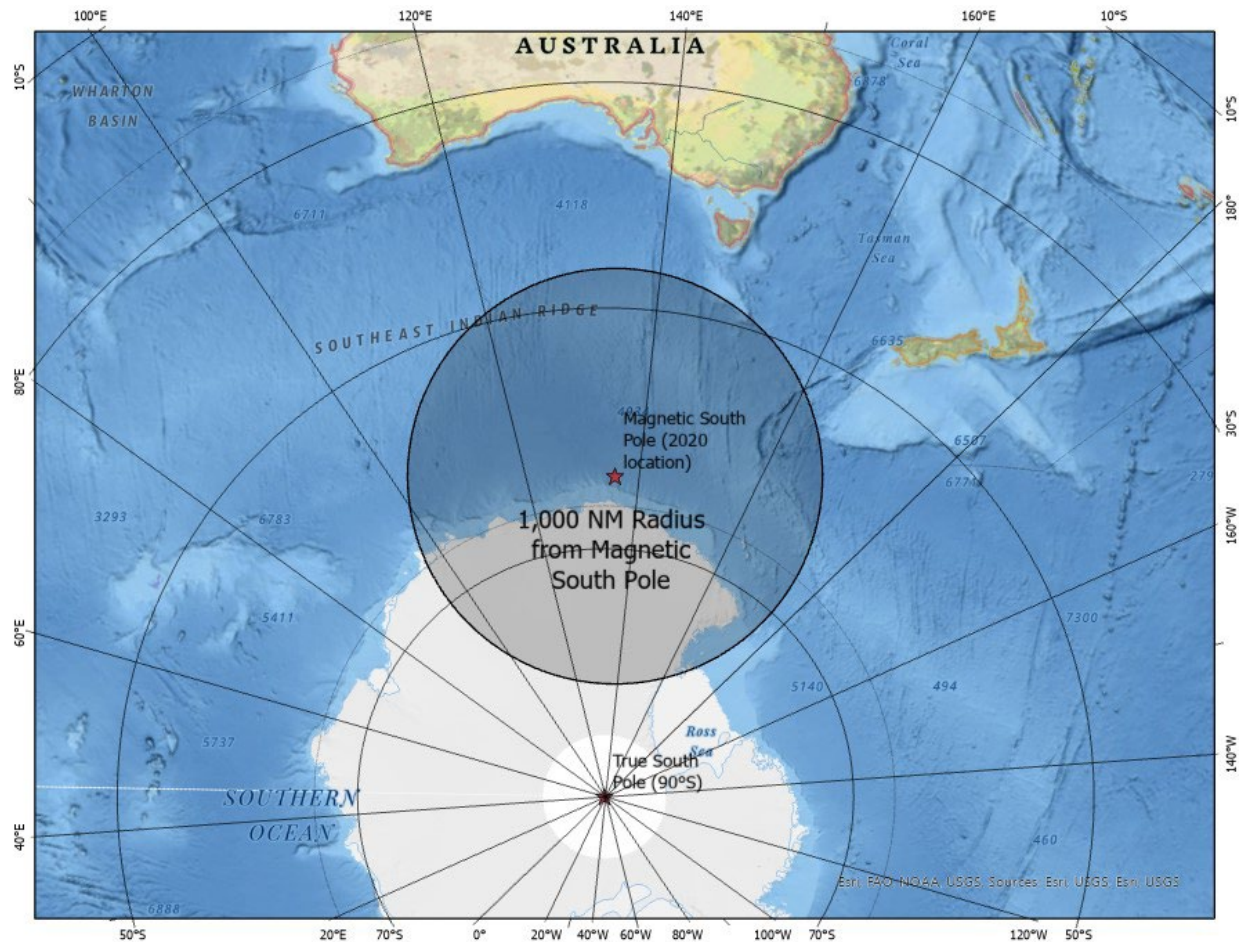 100°E 120°E 140°E 160°E 10°S
AUSTRALIA
Coral
Sea
10°S
WHARTON
BASIN
10°S
180°
6711
4118
Tasman
Sea
SOUTHEAST INDIAN RIDGE
6635
80°E
30°S
Magnetic South
Pole (2020
location)
6507
6771
279
3293
6783
160°W
1,000 NM Radius
from Magnetic
South Pole
5411
7300
60°E
5140
494
5737
Ross
Sea
140°W
True South
Pole (90°S)
SOUTHERN
OCEAN
40°E
460
Esri, FAO, NOAA, USGS, Sources: Esri, USGS, Esri, USGS
6888
50°S 20°E 70°S 0° 20°W 40°W 60°W 80°W 100°W 70°S 120°W 50°S